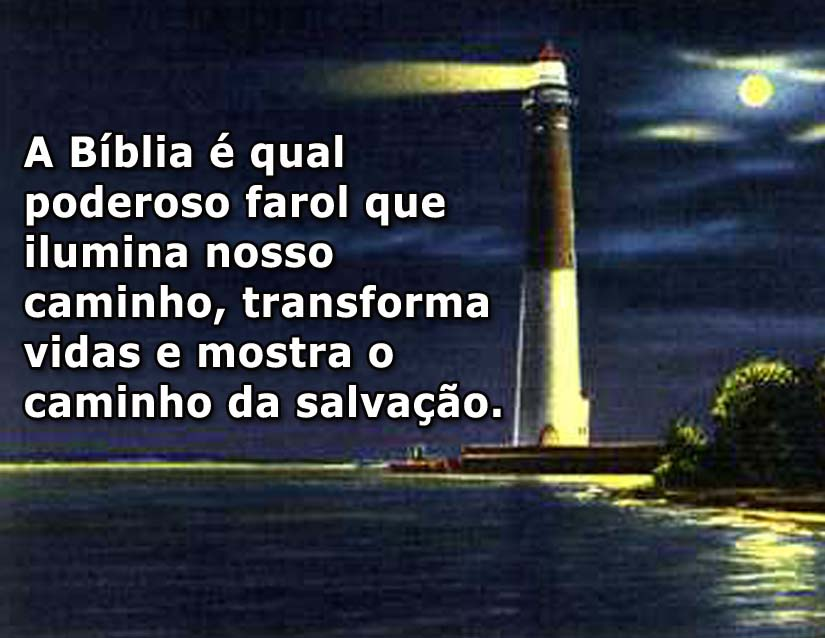 A Bíblia é qual
poderoso farol que
ilumina nosso
caminho, transforma
vidas e mostra o
caminho da salvação.